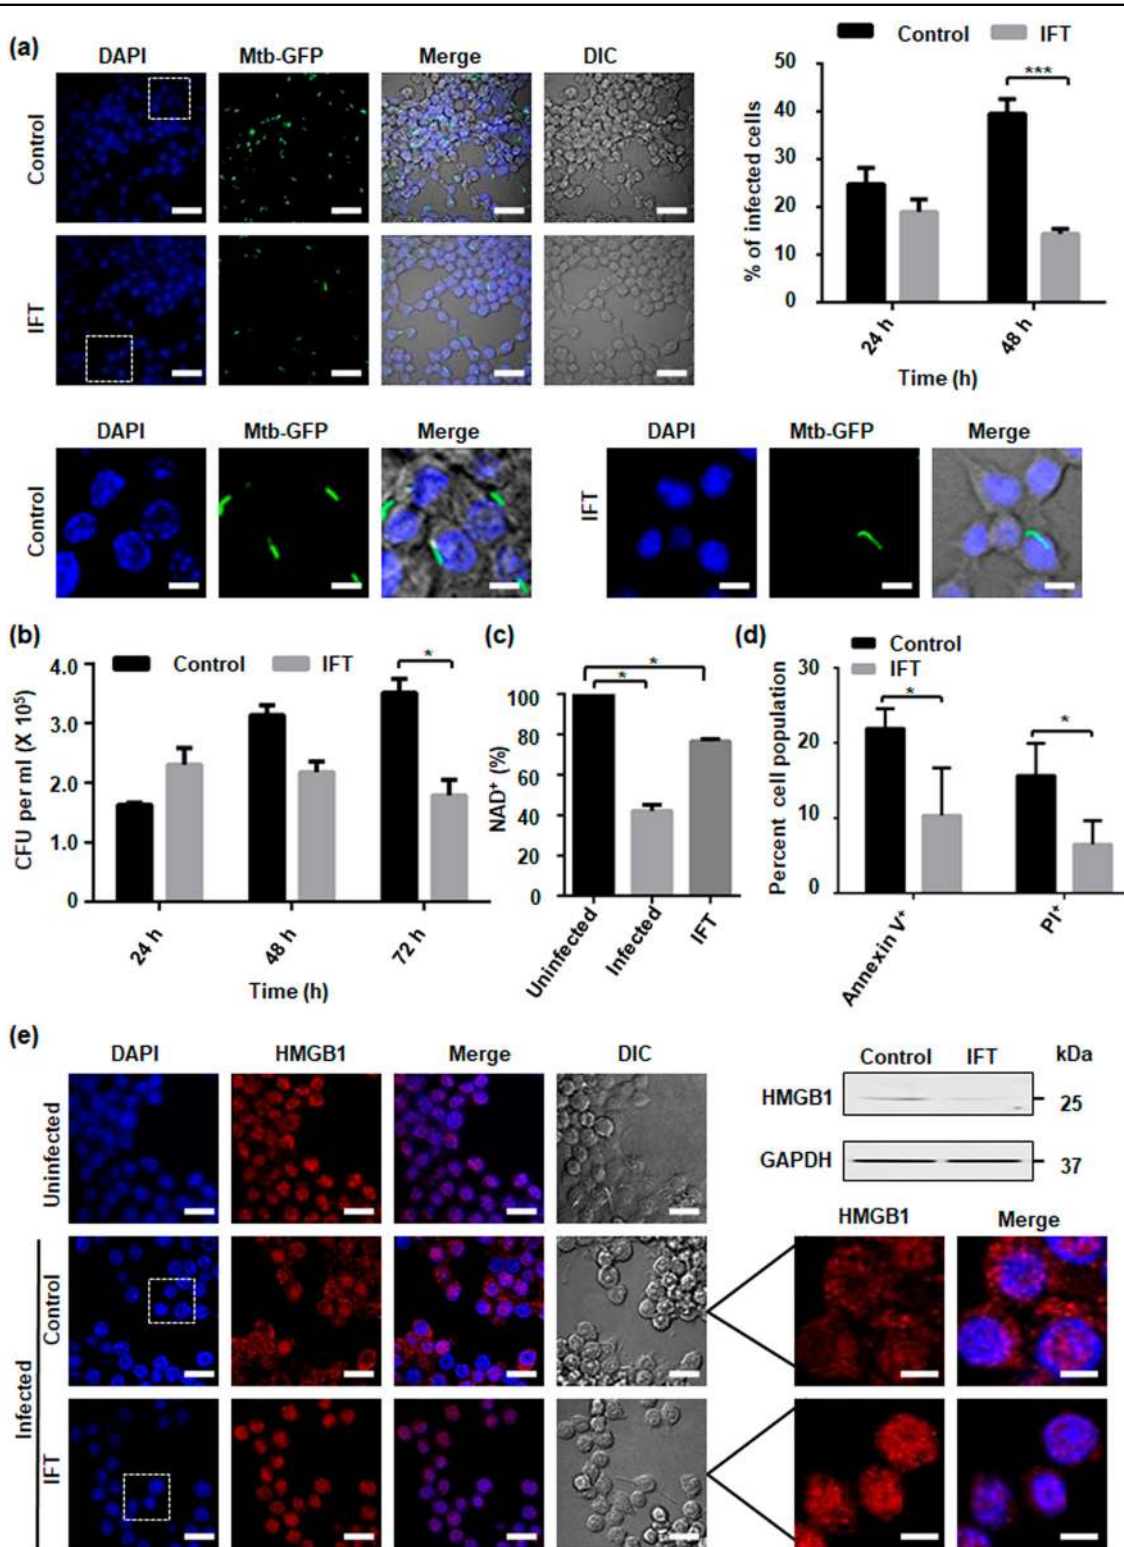 (a)
DAPI Mtb-GFP Merge DIC
Control
IFT
Control IFT
% of infected cells
50
40
30
20
10
0
***
24 h 48 h
Time (h)
DAPI Mtb-GFP Merge
Control
DAPI Mtb-GFP Merge
IFT
(b)
Control IFT
CFU per ml (X 10⁵)
4.0
3.0
2.0
1.0
0
*
24 h 48 h 72 h
Time (h)
(c)
NAD⁺ (%)
100
80
60
40
20
0
*
*
Uninfected Infected IFT
(d)
Control
IFT
Percent cell population
30
20
10
0
*
*
Annexin V⁺ PI⁺
(e)
DAPI HMGB1 Merge DIC
Uninfected
Infected
Control
IFT
Control IFT kDa
HMGB1 25
GAPDH 37
HMGB1 Merge